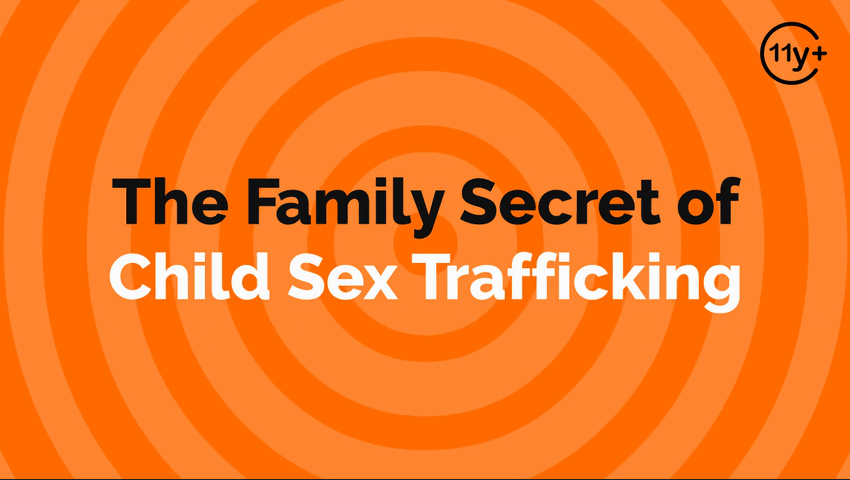 11y+
The Family Secret of
Child Sex Trafficking